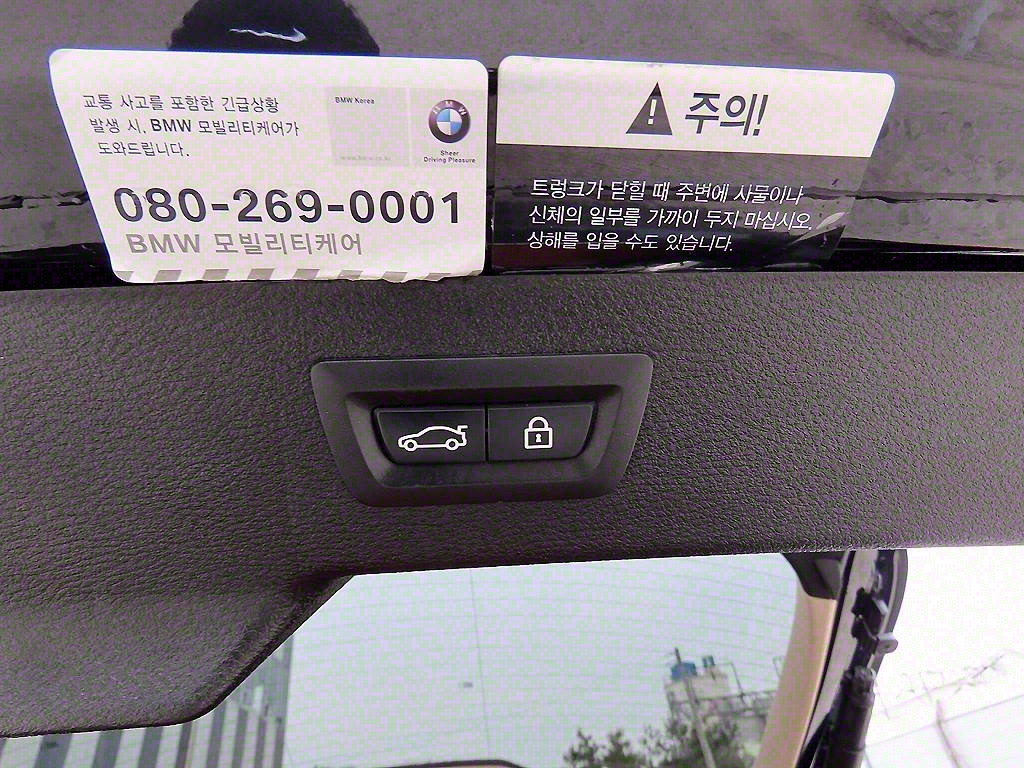 교통 사고를 포함한 긴급상황
발생 시, BMW 모빌리티케어가
도와드립니다.
BMW Korea
www.bmw.co.kr
BMW
Sheer
Driving Pleasure
080-269-0001
BMW 모빌리티케어
주의!
트렁크가 닫힐 때 주변에 사물이나
신체의 일부를 가까이 두지 마십시오.
상해를 입을 수도 있습니다.